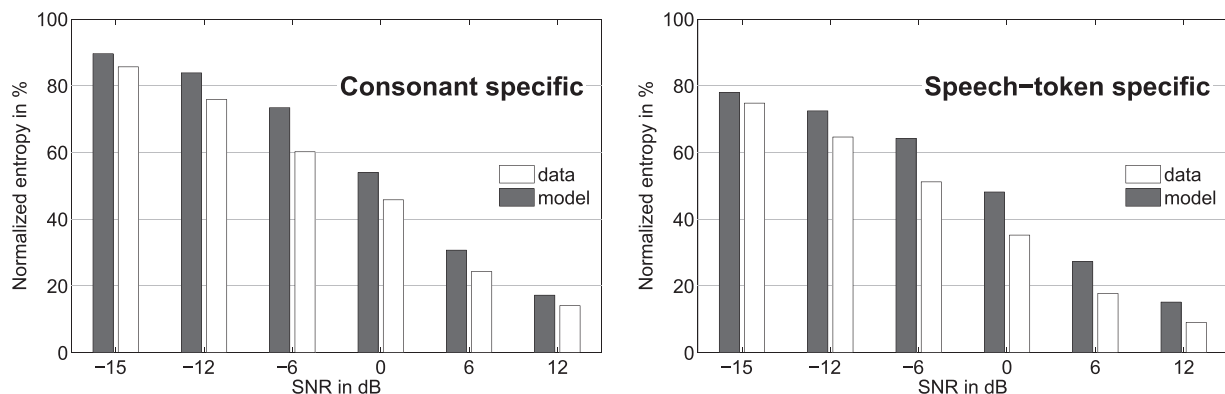 Consonant specific
Normalized entropy in %
100
80
60
40
20
0
data
model
−15 −12 −6 0 6 12
SNR in dB
Speech−token specific
Normalized entropy in %
100
80
60
40
20
0
data
model
−15 −12 −6 0 6 12
SNR in dB